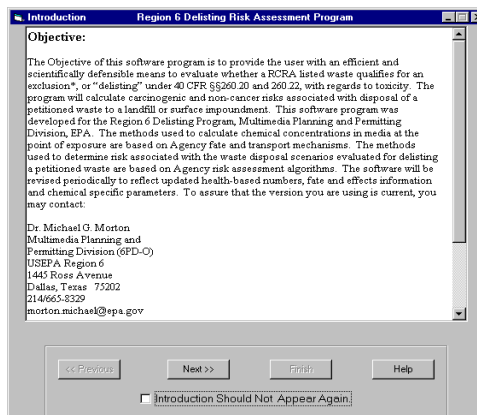 Introduction Region 6 Delisting Risk Assessment Program
Objective:
The Objective of this software program is to provide the user with an efficient and
scientifically defensible means to evaluate whether a RCRA listed waste qualifies for an
exclusion*, or “delisting” under 40 CFR §§260.20 and 260.22, with regards to toxicity. The
program will calculate carcinogenic and non-cancer risks associated with disposal of a
petitioned waste to a landfill or surface impoundment. This software program was
developed for the Region 6 Delisting Program, Multimedia Planning and Permitting
Division, EPA. The methods used to calculate chemical concentrations in media at the
point of exposure are based on Agency fate and transport mechanisms. The methods
used to determine risk associated with the waste disposal scenarios evaluated for delisting
a petitioned waste are based on Agency risk assessment algorithms. The software will be
revised periodically to reflect updated health-based numbers, fate and effects information
and chemical specific parameters. To assure that the version you are using is current, you
may contact:
Dr. Michael G. Morton
Multimedia Planning and
Permitting Division (6PD-O)
USEPA Region 6
1445 Ross Avenue
Dallas, Texas 75202
214/665-8329
morton.michael@epa.gov
<< Previous Next >> Finish Help
Introduction Should Not Appear Again.